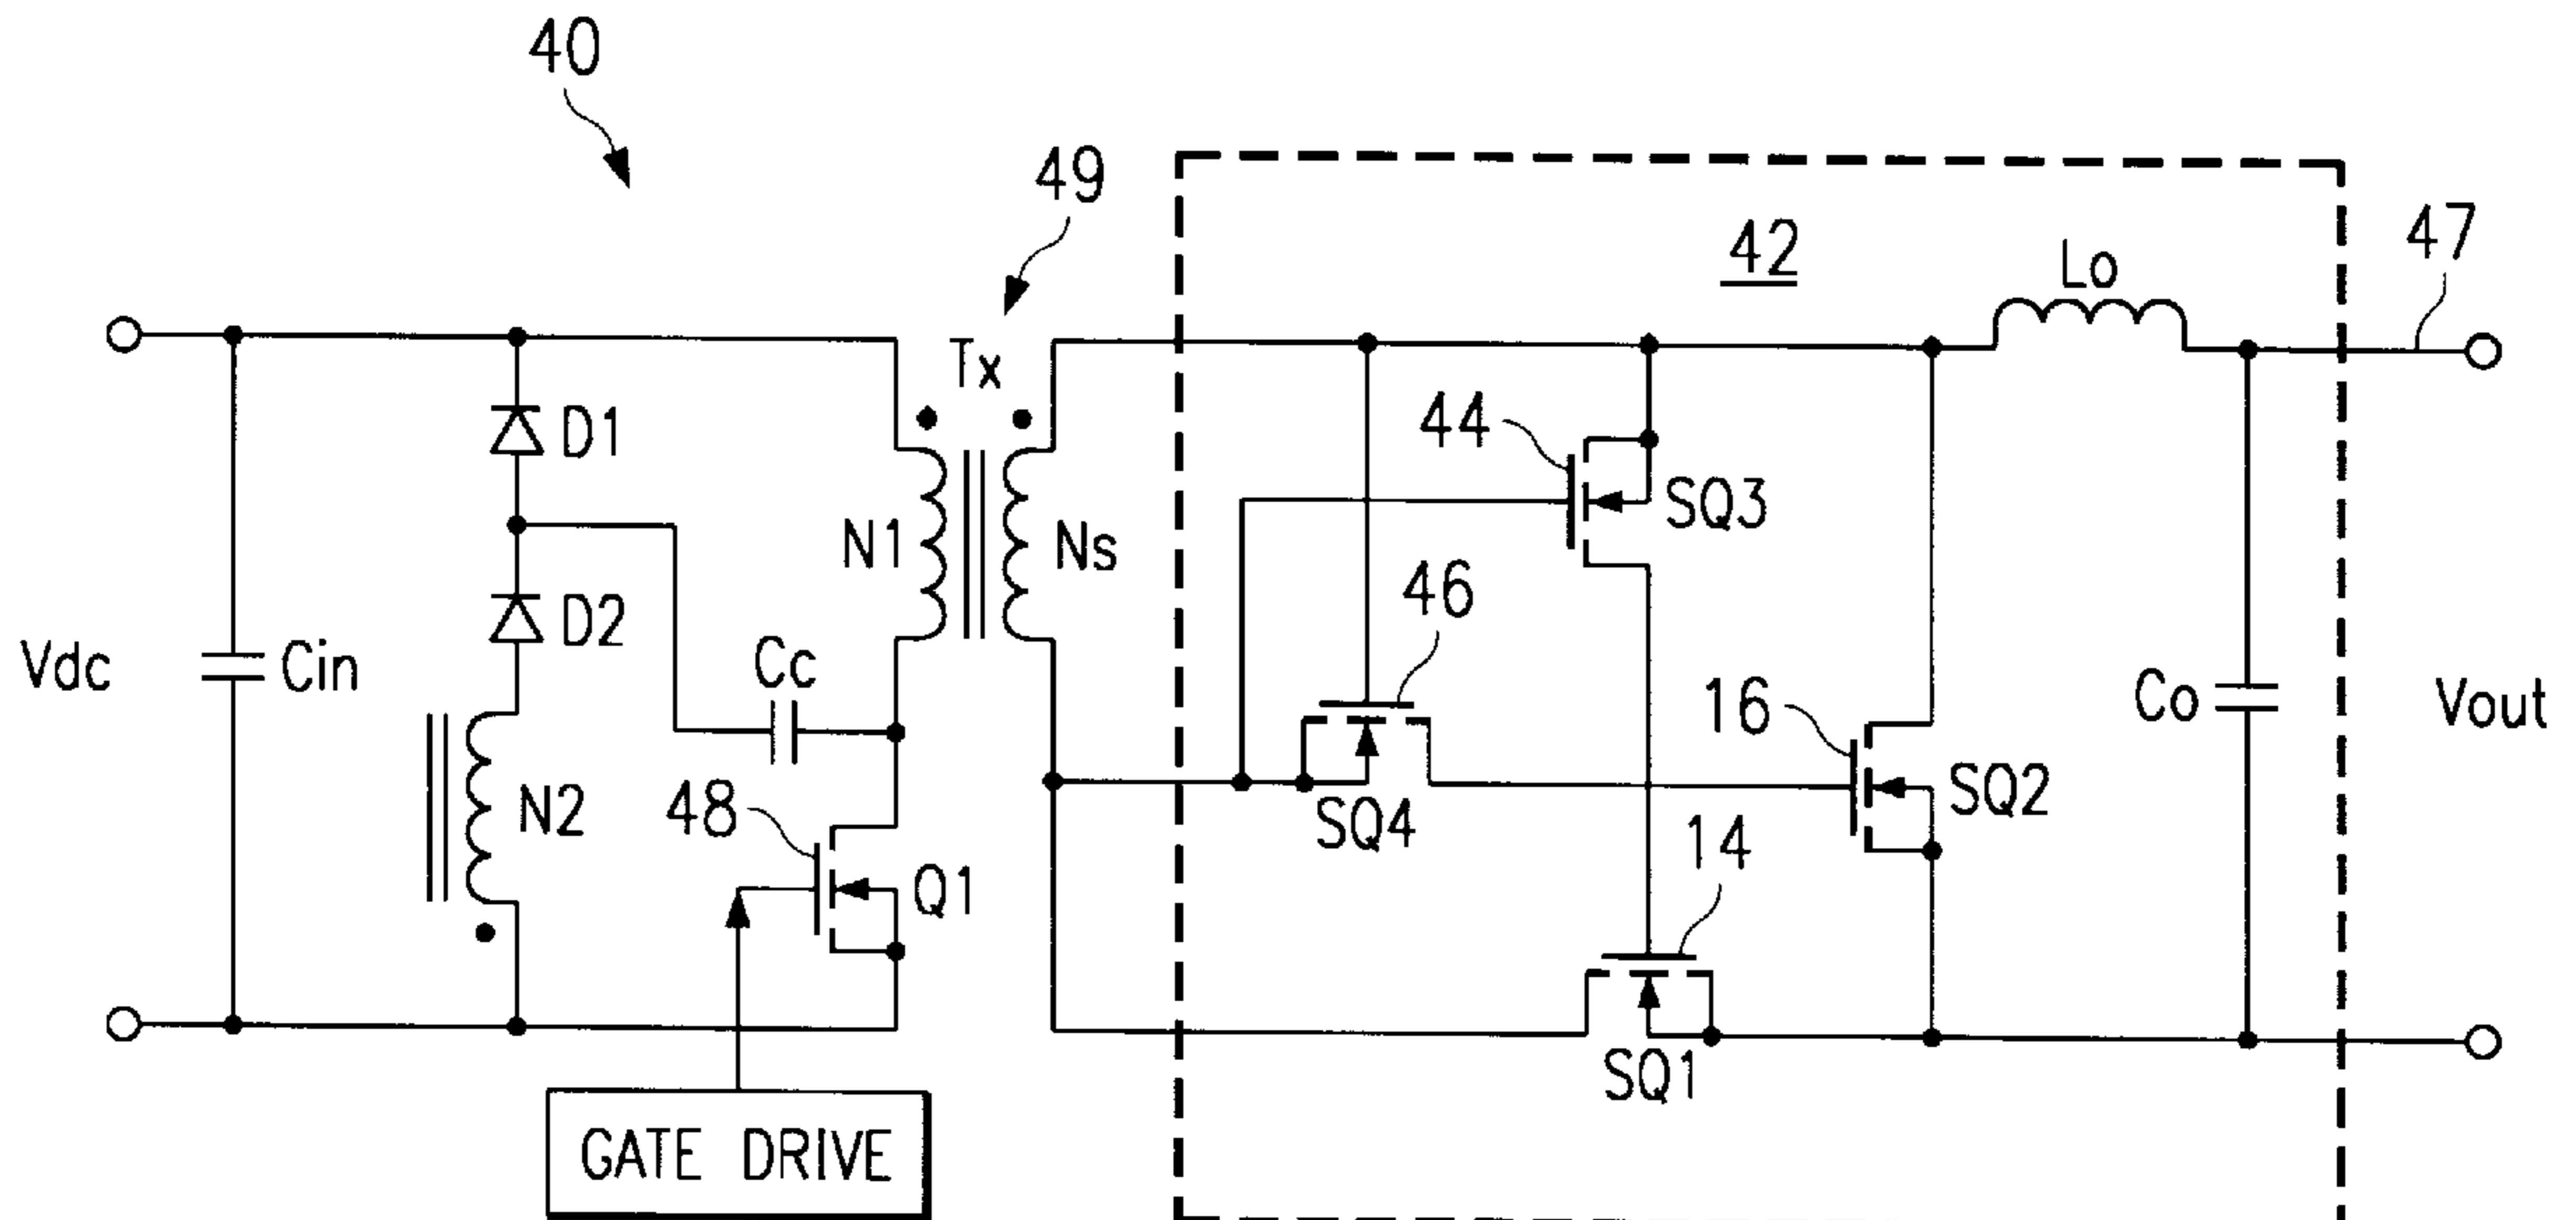 40
49
42
47
Lo
Tx
D1
44
SQ3
N1
Ns
46
D2
Vdc
Cin
Cc
16
Co
Vout
N2
48
SQ4
SQ2
14
Q1
SQ1
GATE DRIVE